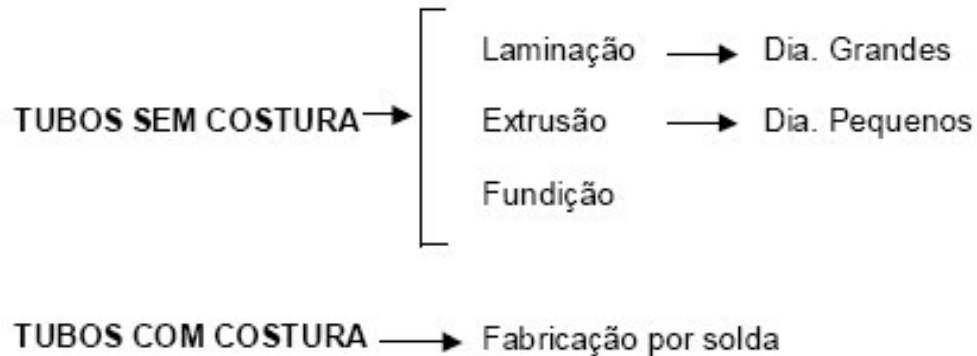 Laminação → Dia. Grandes
TUBOS SEM COSTURA → Extrusão → Dia. Pequenos
Fundição
TUBOS COM COSTURA → Fabricação por solda